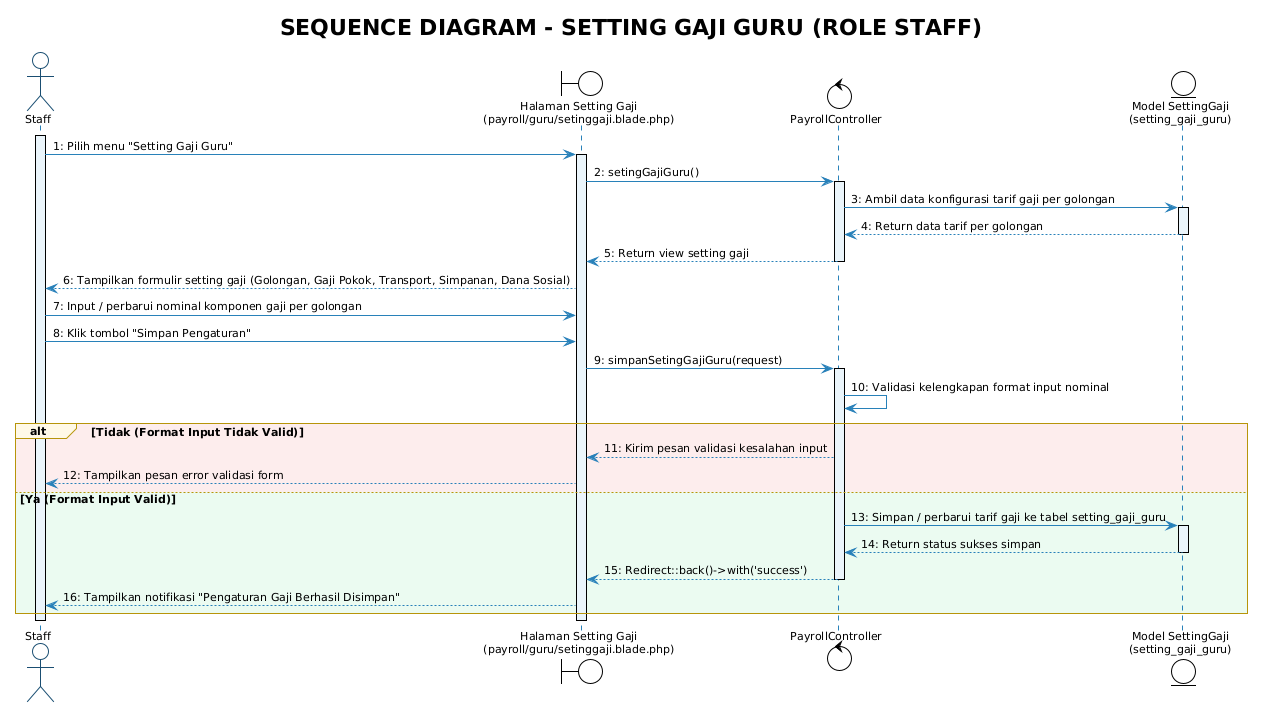 SEQUENCE DIAGRAM - SETTING GAJI GURU (ROLE STAFF)
Staff
Halaman Setting Gaji
(payroll/guru/setinggaji.blade.php)
PayrollController
Model SettingGaji
(setting_gaji_guru)
1: Pilih menu "Setting Gaji Guru"
2: setingGajiGuru()
3: Ambil data konfigurasi tarif gaji per golongan
4: Return data tarif per golongan
5: Return view setting gaji
6: Tampilkan formulir setting gaji (Golongan, Gaji Pokok, Transport, Simpanan, Dana Sosial)
7: Input / perbarui nominal komponen gaji per golongan
8: Klik tombol "Simpan Pengaturan"
9: simpanSetingGajiGuru(request)
10: Validasi kelengkapan format input nominal
alt
[Tidak (Format Input Tidak Valid)]
11: Kirim pesan validasi kesalahan input
12: Tampilkan pesan error validasi form
[Ya (Format Input Valid)]
13: Simpan / perbarui tarif gaji ke tabel setting_gaji_guru
14: Return status sukses simpan
15: Redirect::back()->with('success')
16: Tampilkan notifikasi "Pengaturan Gaji Berhasil Disimpan"
Staff
Halaman Setting Gaji
(payroll/guru/setinggaji.blade.php)
PayrollController
Model SettingGaji
(setting_gaji_guru)